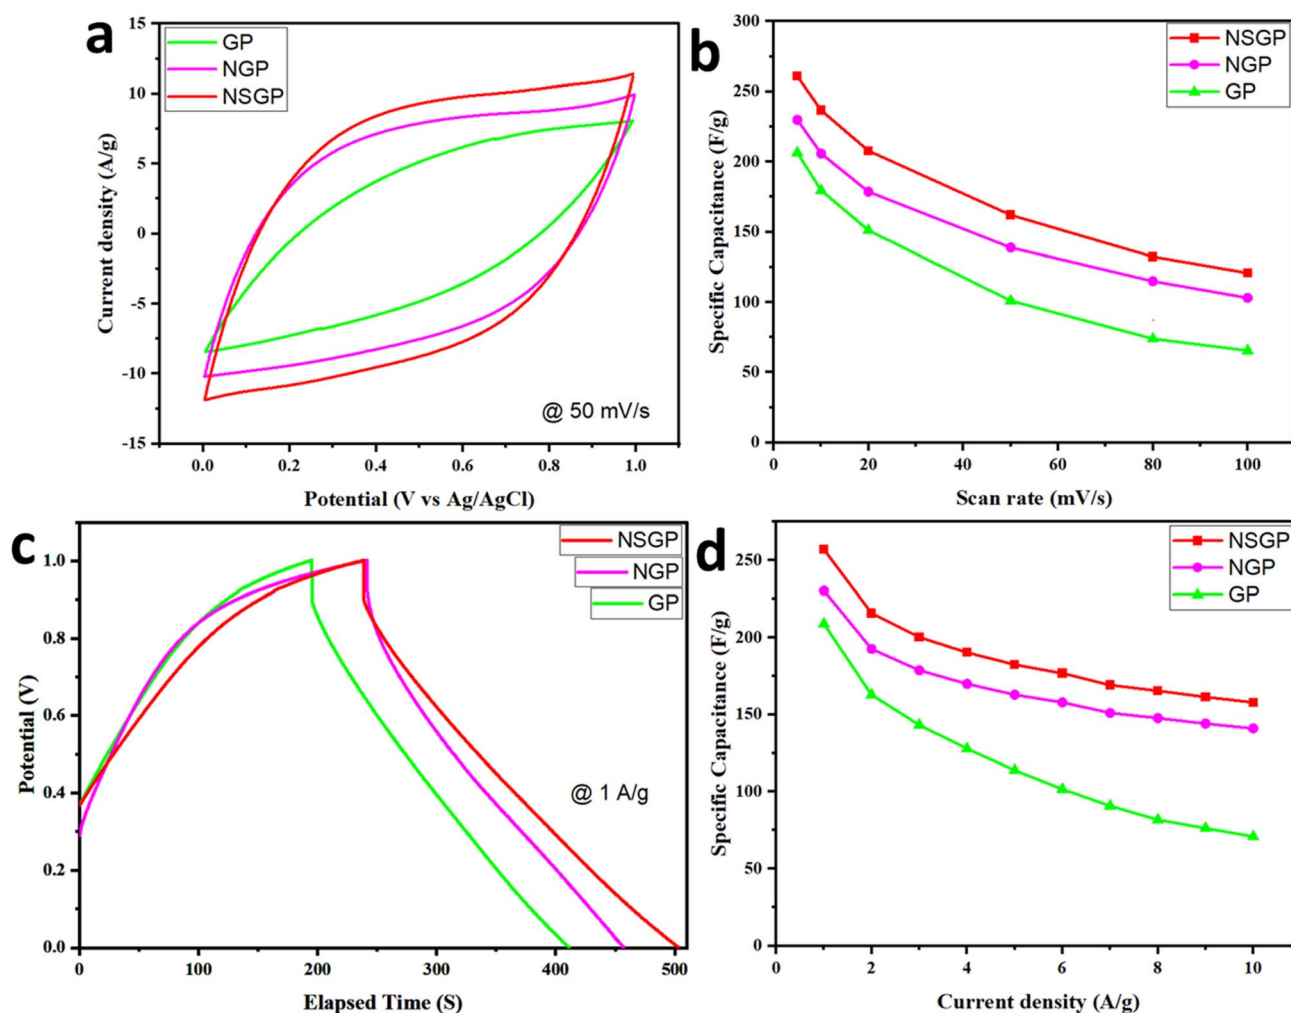 a
GP
NGP
NSGP
15
10
5
0
-5
-10
-15
Current density (A/g)
@ 50 mV/s
0.0 0.2 0.4 0.6 0.8 1.0
Potential (V vs Ag/AgCl)
b
NSGP
NGP
GP
300
250
200
150
100
50
0
Specific Capacitance (F/g)
0 20 40 60 80 100
Scan rate (mV/s)
c
NSGP
NGP
GP
1.0
0.8
0.6
0.4
0.2
0.0
Potential (V)
@ 1 A/g
0 100 200 300 400 500
Elapsed Time (S)
d
NSGP
NGP
GP
250
200
150
100
50
0
Specific Capacitance (F/g)
0 2 4 6 8 10
Current density (A/g)